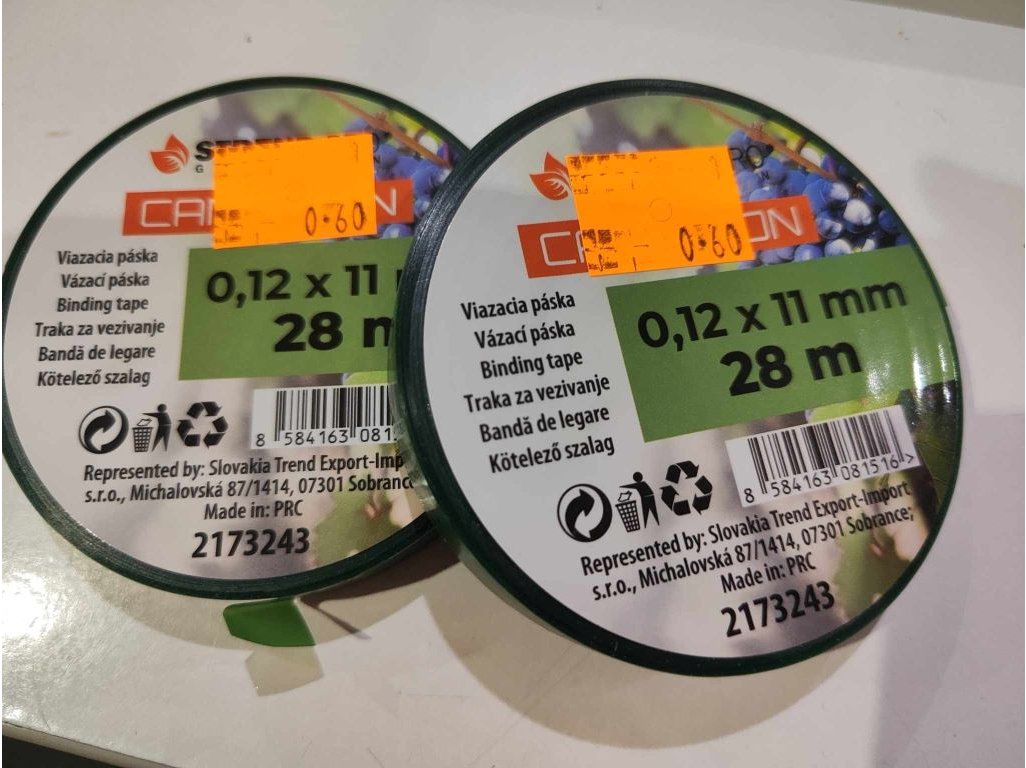 0.60
Viazacia páska
Vázací páska
Binding tape
Traka za vezivanje
Bandă de legare
Kötelező szalag
0,12 x 11
28 m
8 584163 081
Represented by: Slovakia Trend Export-Imp
s.r.o., Michalovská 87/1414, 07301 Sobrance
Made in: PRC
2173243
0.60
Viazacia páska
Vázací páska
Binding tape
Traka za vezivanje
Bandă de legare
Kötelező szalag
0,12 x 11 mm
28 m
8 584163 081516 >
Represented by: Slovakia Trend Export-Import
s.r.o., Michalovská 87/1414, 07301 Sobrance;
Made in: PRC
2173243